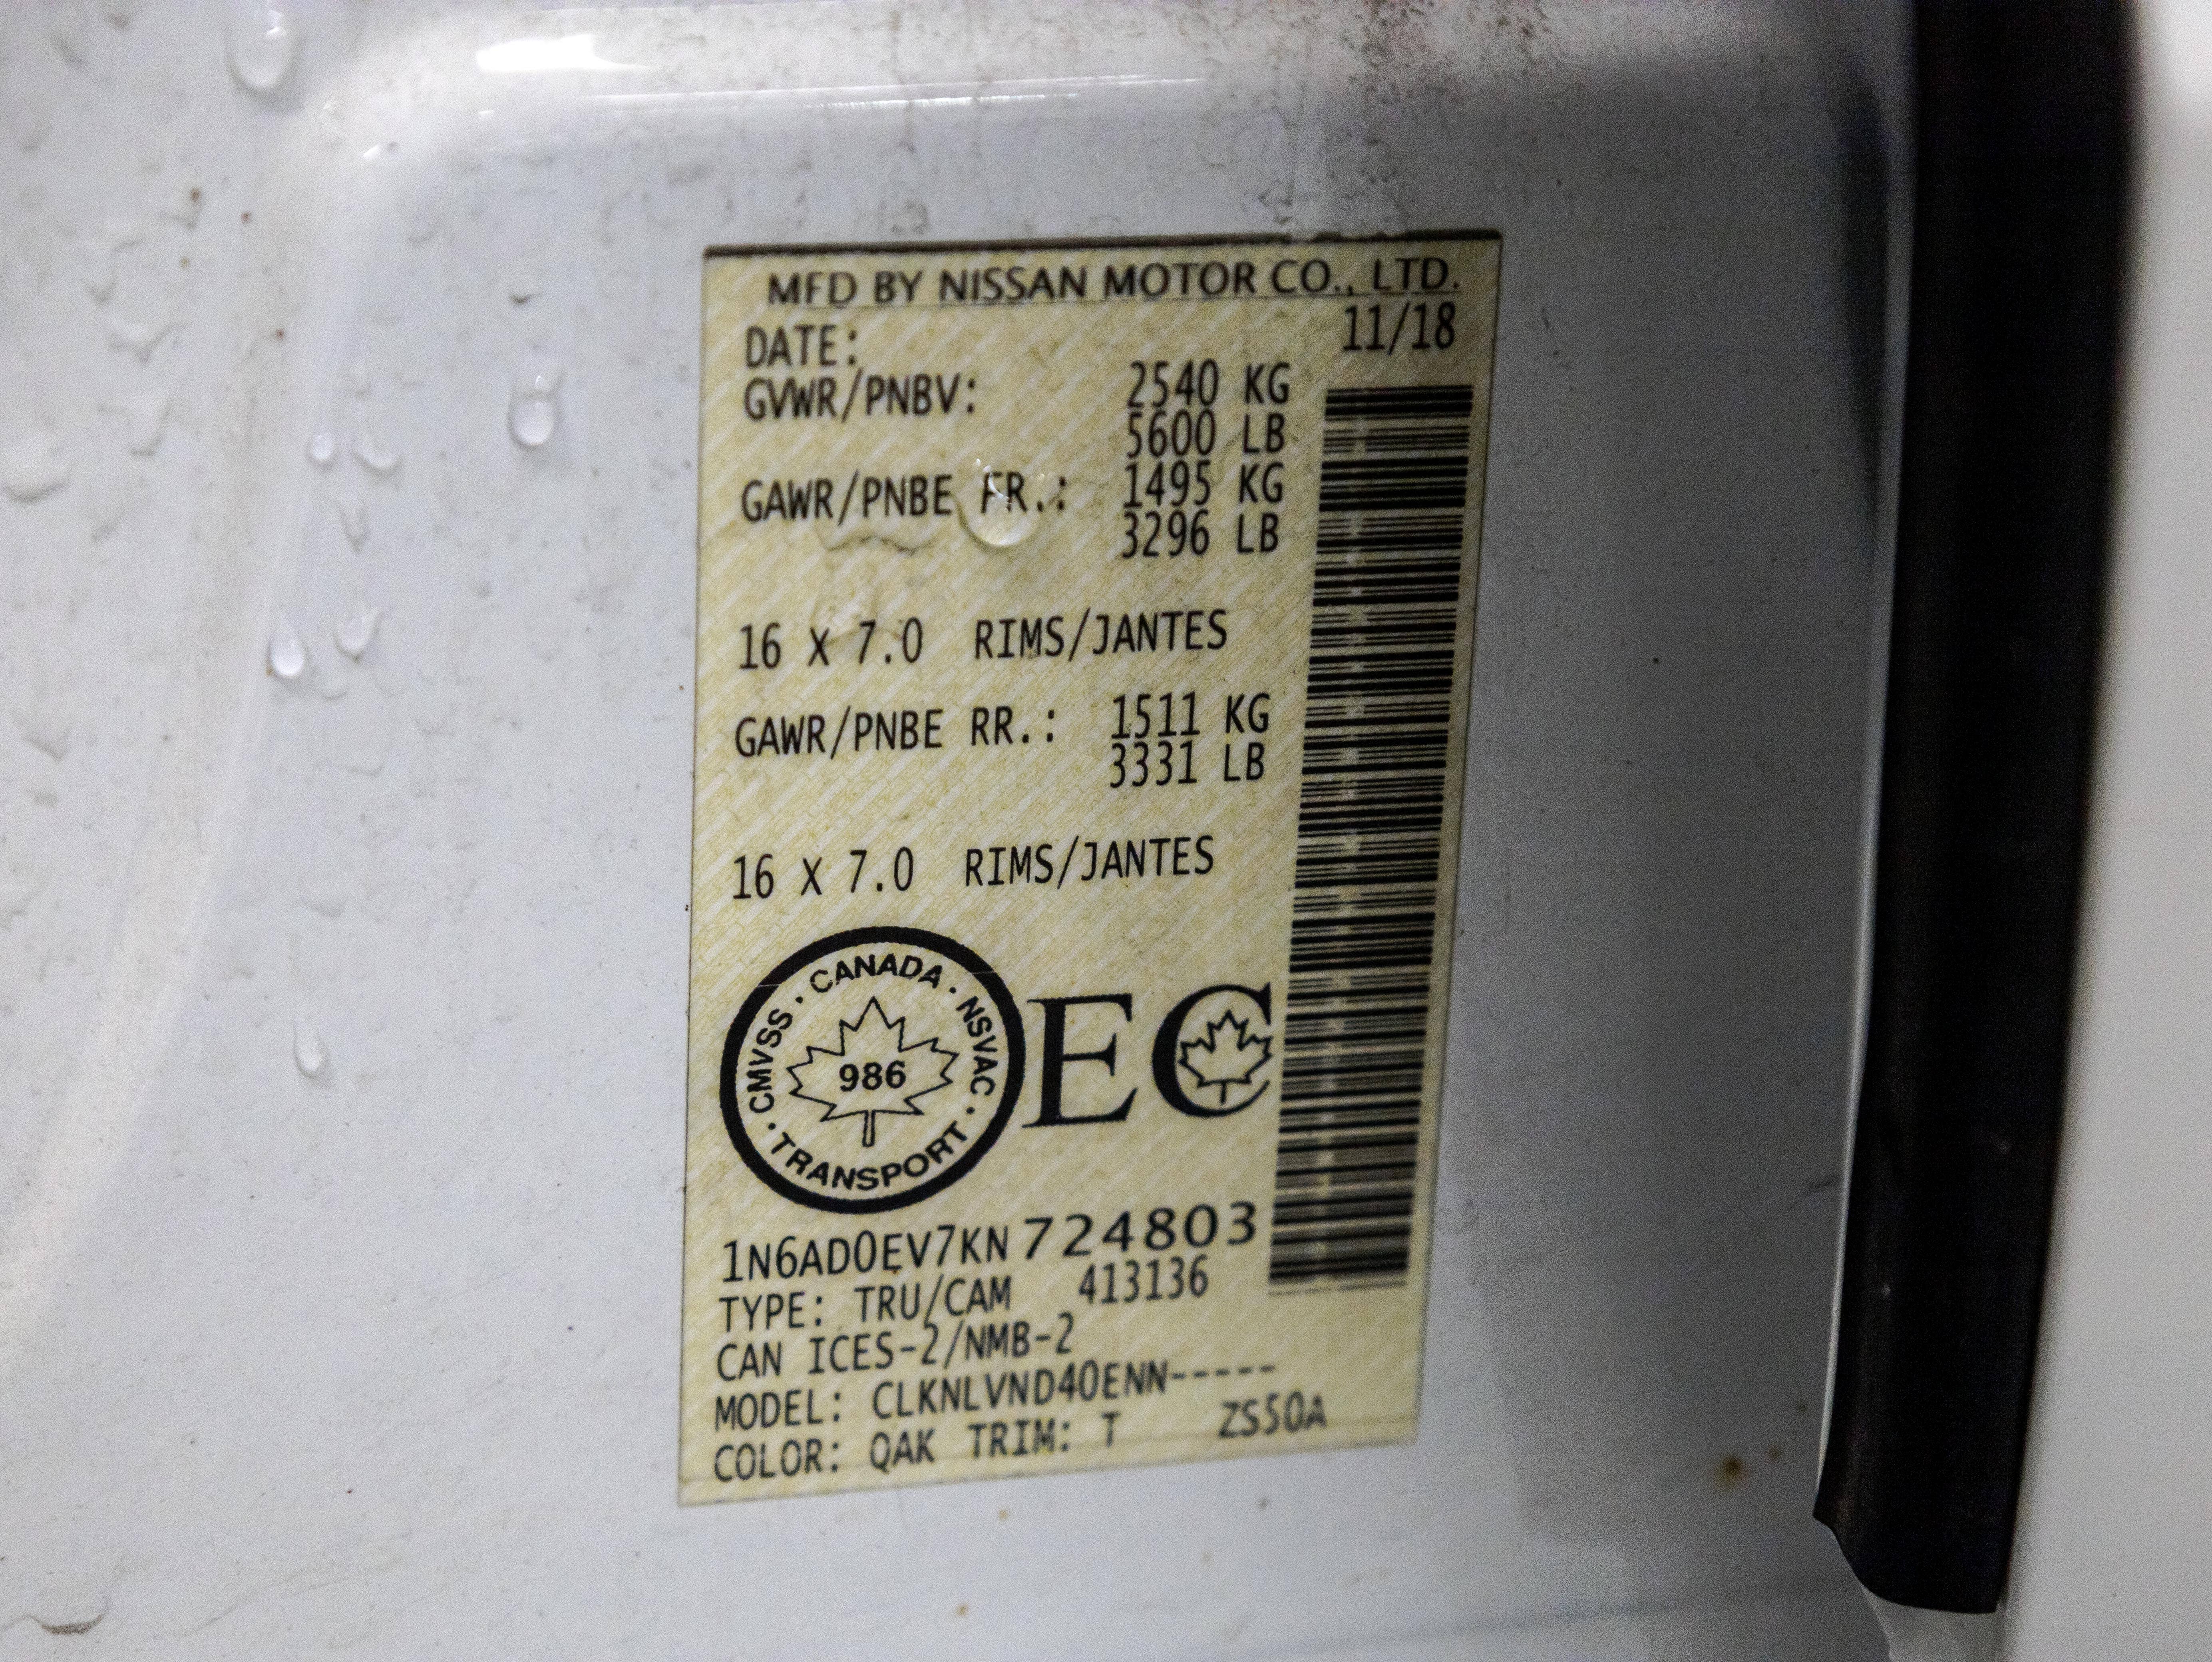 MFD BY NISSAN MOTOR CO., LTD.
DATE: 11/18
GVWR/PNBV: 2540 KG
5600 LB
GAWR/PNBE FR.: 1495 KG
3296 LB
16 X 7.0 RIMS/JANTES
GAWR/PNBE RR.: 1511 KG
3331 LB
16 X 7.0 RIMS/JANTES
CANADA · NSVAC · TRANSPORT · CMVSS ·
986
EC
1N6AD0EV7KN724803
TYPE: TRU/CAM 413136
CAN ICES-2/NMB-2
MODEL: CLKNLVND40ENN-----
COLOR: QAK TRIM: T ZS50A